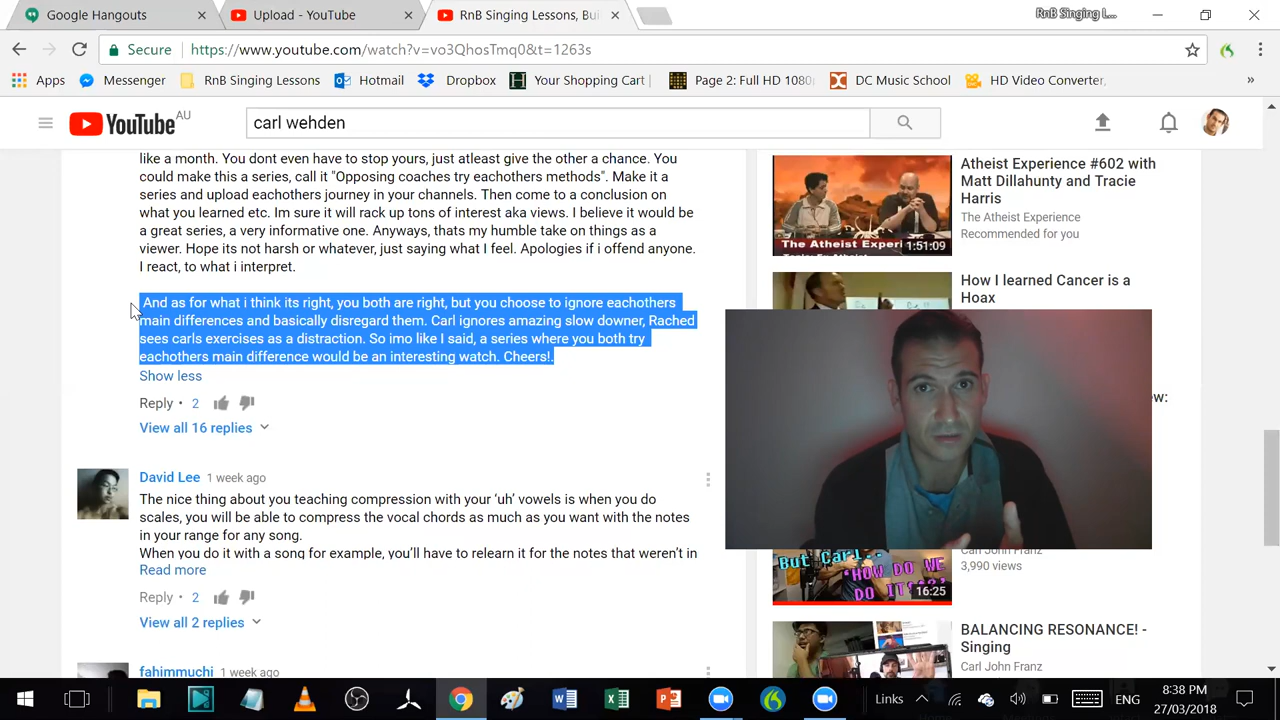 Google Hangouts
Upload - YouTube
RnB Singing Lessons, Bui
RnB Singing L...
Secure
https://www.youtube.com/watch?v=vo3QhosTmq0&t=1263s
Apps
Messenger
RnB Singing Lessons
Hotmail
Dropbox
Your Shopping Cart
Page 2: Full HD 1080p
DC Music School
HD Video Converter,
»
YouTube AU
carl wehden
like a month. You dont even have to stop yours, just atleast give the other a chance. You
could make this a series, call it "Opposing coaches try eachothers methods". Make it a
series and upload eachothers journey in your channels. Then come to a conclusion on
what you learned etc. Im sure it will rack up tons of interest aka views. I believe it would be
a great series, a very informative one. Anyways, thats my humble take on things as a
viewer. Hope its not harsh or whatever, just saying what I feel. Apologies if i offend anyone.
I react, to what i interpret.
And as for what i think its right, you both are right, but you choose to ignore eachothers
main differences and basically disregard them. Carl ignores amazing slow downer, Rached
sees carls exercises as a distraction. So imo like I said, a series where you both try
eachothers main difference would be an interesting watch. Cheers!.
Show less
Reply • 2
View all 16 replies
David Lee 1 week ago
The nice thing about you teaching compression with your ‘uh’ vowels is when you do
scales, you will be able to compress the vocal chords as much as you want with the notes
in your range for any song.
When you do it with a song for example, you’ll have to relearn it for the notes that weren’t in
Read more
Reply • 2
View all 2 replies
fahimmuchi 1 week ago
The Atheist Experi
1:51:09
Atheist Experience #602 with
Matt Dillahunty and Tracie
Harris
The Atheist Experience
Recommended for you
How I learned Cancer is a
Hoax
ew:
But Carl..
"HOW DO WE
DO IT
16:25
Carl John Franz
3,990 views
BALANCING RESONANCE! -
Singing
Carl John Franz
Links
ENG
8:38 PM
27/03/2018